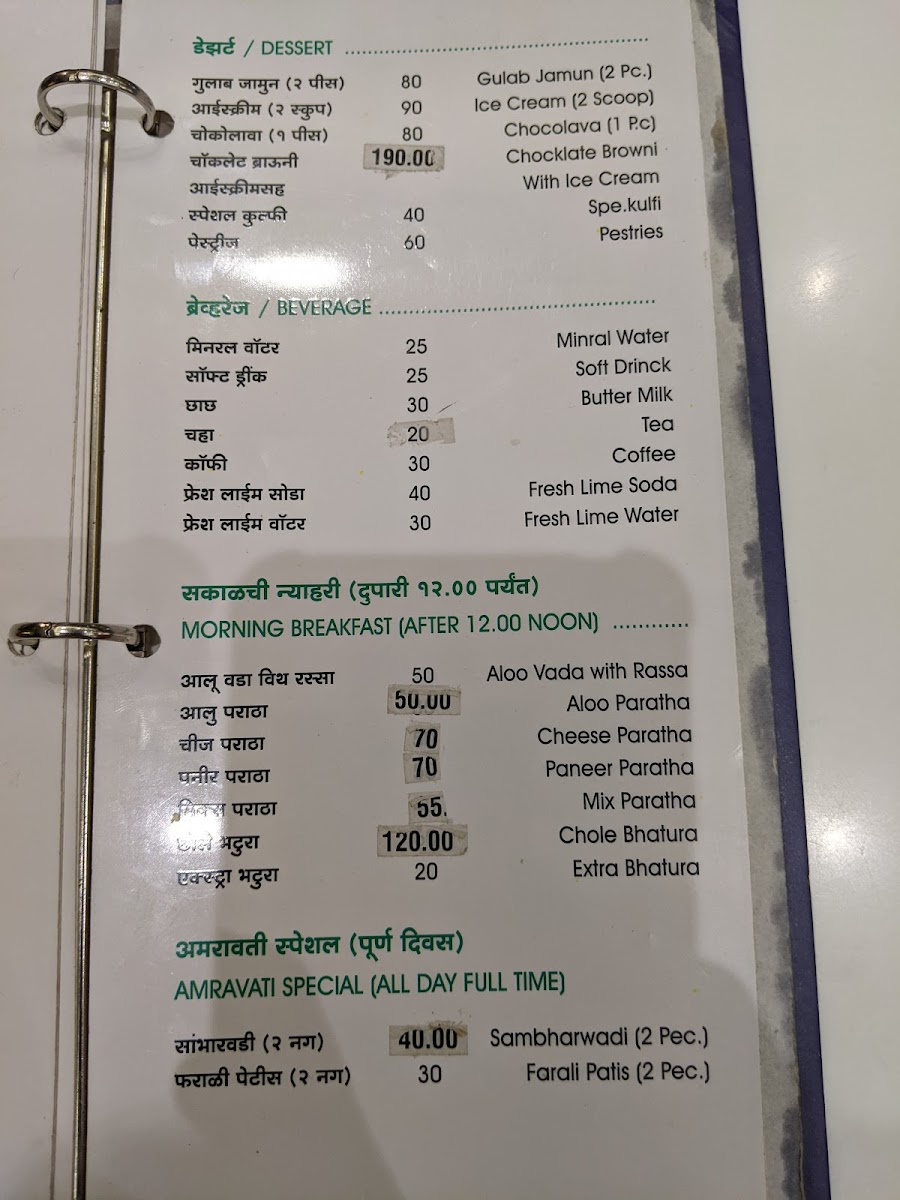 डेझर्ट / DESSERT ........................................
गुलाब जामुन (२ पीस) 80 Gulab Jamun (2 Pc.)
आईस्क्रीम (२ स्कुप) 90 Ice Cream (2 Scoop)
चोकोलावा (१ पीस) 80 Chocolava (1 P.c)
चॉकलेट ब्राऊनी 190.00 Chocklate Browni
आईस्क्रीमसह With Ice Cream
स्पेशल कुल्फी 40 Spe.kulfi
पेस्ट्रीज 60 Pestries
ब्रेव्हरेज / BEVERAGE ....................................
मिनरल वॉटर 25 Minral Water
सॉफ्ट ड्रींक 25 Soft Drinck
छाछ 30 Butter Milk
चहा 20 Tea
कॉफी 30 Coffee
फ्रेश लाईम सोडा 40 Fresh Lime Soda
फ्रेश लाईम वॉटर 30 Fresh Lime Water
सकाळची न्याहरी (दुपारी १२.०० पर्यंत)
MORNING BREAKFAST (AFTER 12.00 NOON) ............
आलू वडा विथ रस्सा 50 Aloo Vada with Rassa
आलु पराठा 50.00 Aloo Paratha
चीज पराठा 70 Cheese Paratha
पनीर पराठा 70 Paneer Paratha
मिक्स पराठा 55. Mix Paratha
छोले भटुरा 120.00 Chole Bhatura
एक्स्ट्रा भटुरा 20 Extra Bhatura
अमरावती स्पेशल (पूर्ण दिवस)
AMRAVATI SPECIAL (ALL DAY FULL TIME)
सांभारवडी (२ नग) 40.00 Sambharwadi (2 Pec.)
फराळी पेटीस (२ नग) 30 Farali Patis (2 Pec.)